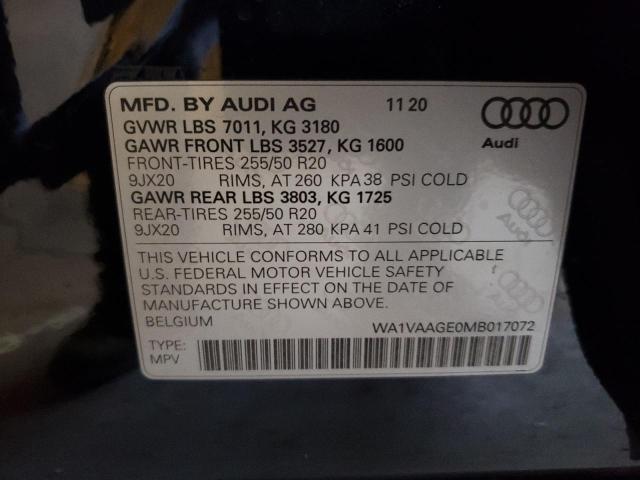 MFD. BY AUDI AG 11 20
GVWR LBS 7011, KG 3180
GAWR FRONT LBS 3527, KG 1600
FRONT-TIRES 255/50 R20
9JX20 RIMS, AT 260 KPA 38 PSI COLD
GAWR REAR LBS 3803, KG 1725
REAR-TIRES 255/50 R20
9JX20 RIMS, AT 280 KPA 41 PSI COLD
Audi
Audi
THIS VEHICLE CONFORMS TO ALL APPLICABLE
U.S. FEDERAL MOTOR VEHICLE SAFETY
STANDARDS IN EFFECT ON THE DATE OF
MANUFACTURE SHOWN ABOVE.
BELGIUM WA1VAAGE0MB017072
TYPE:
MPV